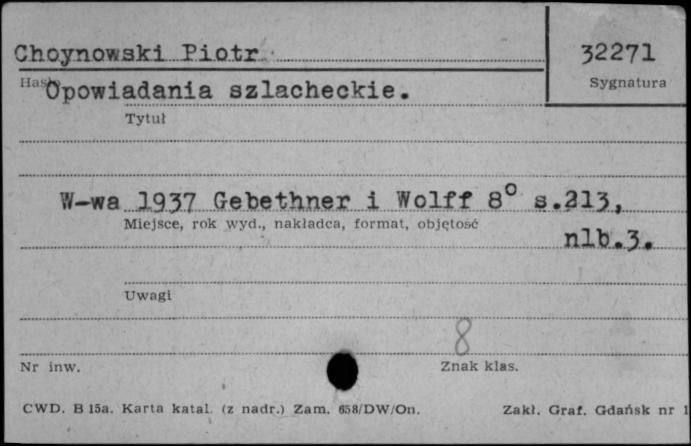 Choynowski Piotr 32271
Hasło Sygnatura
Opowiadania szlacheckie.
Tytuł
W-wa 1937 Gebethner i Wolff 8° s.213,
Miejsce, rok wyd., nakładca, format, objętość
nlb.3.
Uwagi
8
Nr inw. Znak klas.
CWD. B 15a. Karta katal. (z nadr.) Zam. 658/DW/On. Zakł. Graf. Gdańsk nr 1